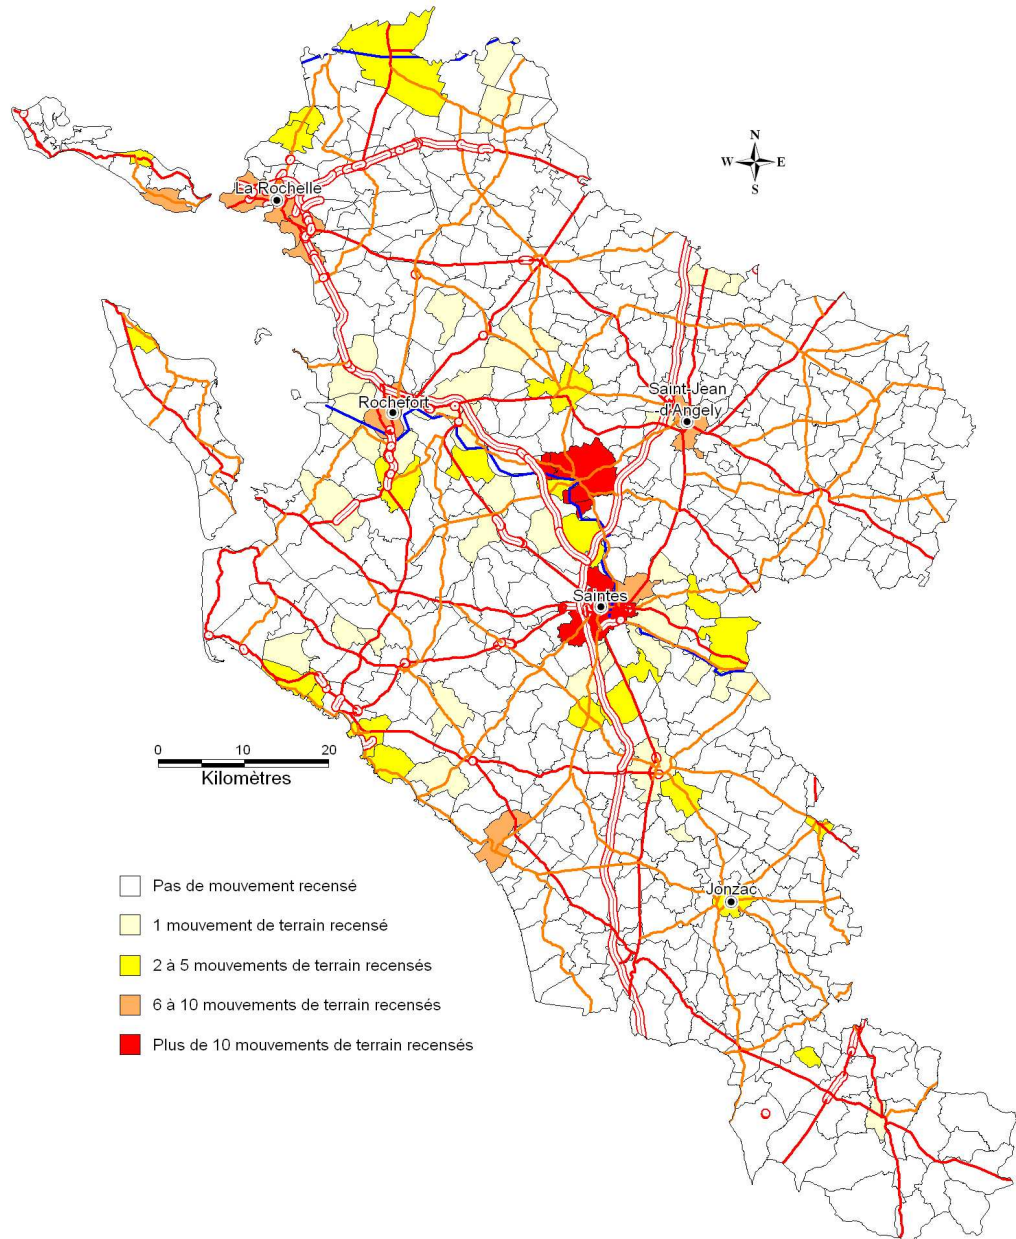 N
W E
S
La Rochelle
Rochefort
Saint-Jean
d'Angely
Saintes
0 10 20
Kilomètres
Jonzac
Pas de mouvement recensé
1 mouvement de terrain recensé
2 à 5 mouvements de terrain recensés
6 à 10 mouvements de terrain recensés
Plus de 10 mouvements de terrain recensés